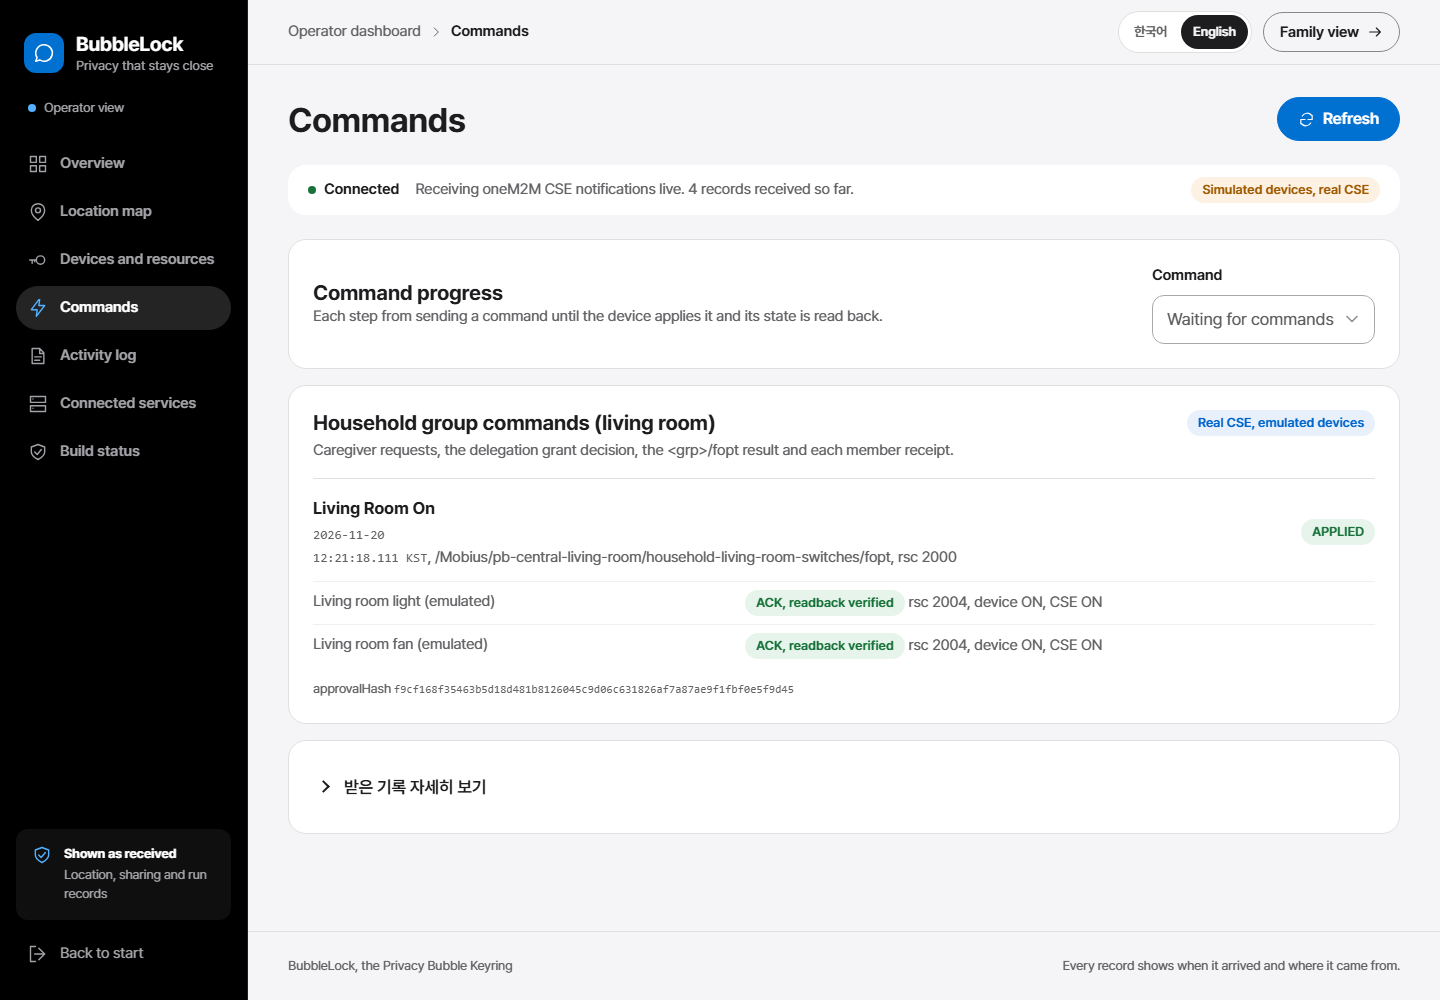 BubbleLock
Privacy that stays close
Operator view
Overview
Location map
Devices and resources
Commands
Activity log
Connected services
Build status
Shown as received
Location, sharing and run
records
Back to start
Operator dashboard > Commands
한국어
English
Family view →
Commands
Refresh
Connected Receiving oneM2M CSE notifications live. 4 records received so far.
Simulated devices, real CSE
Command progress
Each step from sending a command until the device applies it and its state is read back.
Command
Waiting for commands
Household group commands (living room)
Real CSE, emulated devices
Caregiver requests, the delegation grant decision, the <grp>/fopt result and each member receipt.
Living Room On
2026-11-20
12:21:18.111 KST, /Mobius/pb-central-living-room/household-living-room-switches/fopt, rsc 2000
APPLIED
Living room light (emulated) ACK, readback verified rsc 2004, device ON, CSE ON
Living room fan (emulated) ACK, readback verified rsc 2004, device ON, CSE ON
approvalHash f9cf168f35463b5d18d481b8126045c9d06c631826af7a87ae9f1fbf0e5f9d45
받은 기록 자세히 보기
BubbleLock, the Privacy Bubble Keyring
Every record shows when it arrived and where it came from.